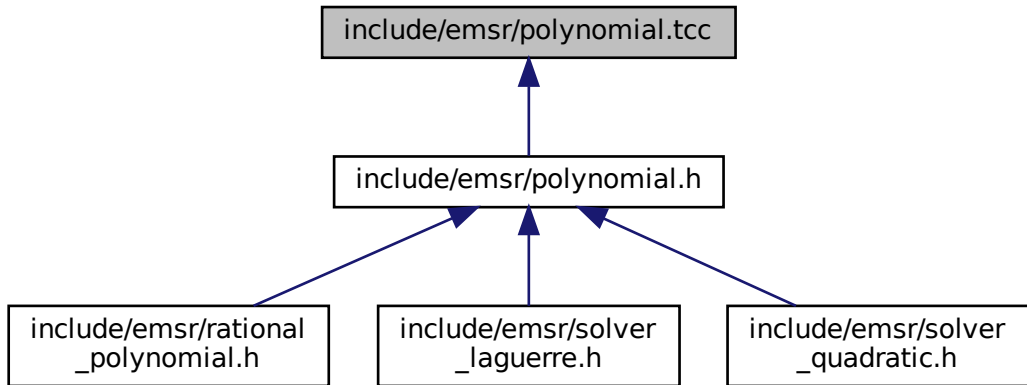 include/emsr/polynomial.tcc
include/emsr/polynomial.h
include/emsr/rational
_polynomial.h
include/emsr/solver
_laguerre.h
include/emsr/solver
_quadratic.h